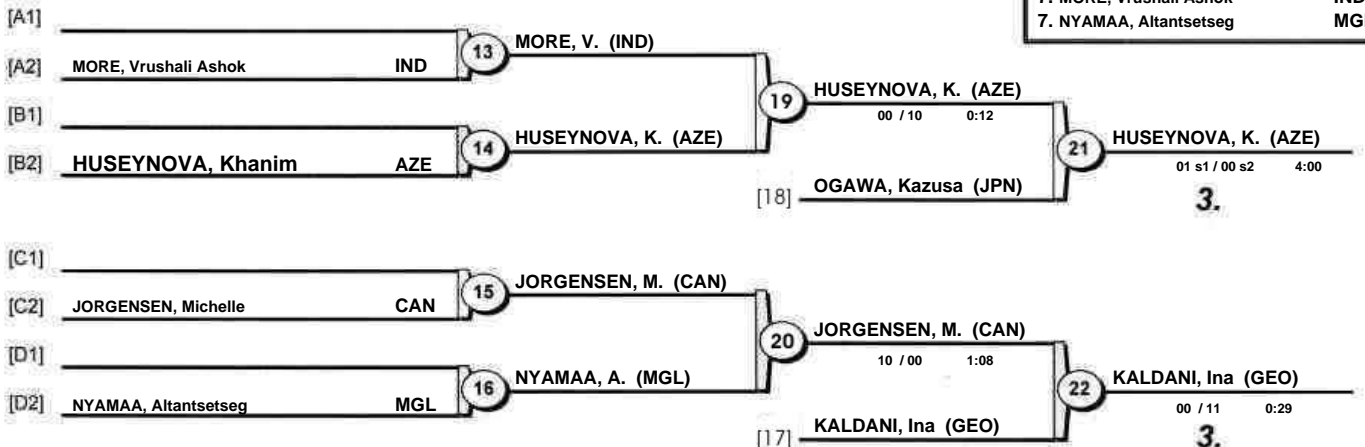 7. MORE, Vrushali Ashok IND
7. NYAMAA, Altantsetseg MG
[A1]
[A2] MORE, Vrushali Ashok IND
13 MORE, V. (IND)
[B1]
[B2] HUSEYNOVA, Khanim AZE
14 HUSEYNOVA, K. (AZE)
19 HUSEYNOVA, K. (AZE)
00 / 10 0:12
[18] OGAWA, Kazusa (JPN)
21 HUSEYNOVA, K. (AZE)
01 s1 / 00 s2 4:00
3.
[C1]
[C2] JORGENSEN, Michelle CAN
15 JORGENSEN, M. (CAN)
[D1]
[D2] NYAMAA, Altantsetseg MGL
16 NYAMAA, A. (MGL)
20 JORGENSEN, M. (CAN)
10 / 00 1:08
[17] KALDANI, Ina (GEO)
22 KALDANI, Ina (GEO)
00 / 11 0:29
3.